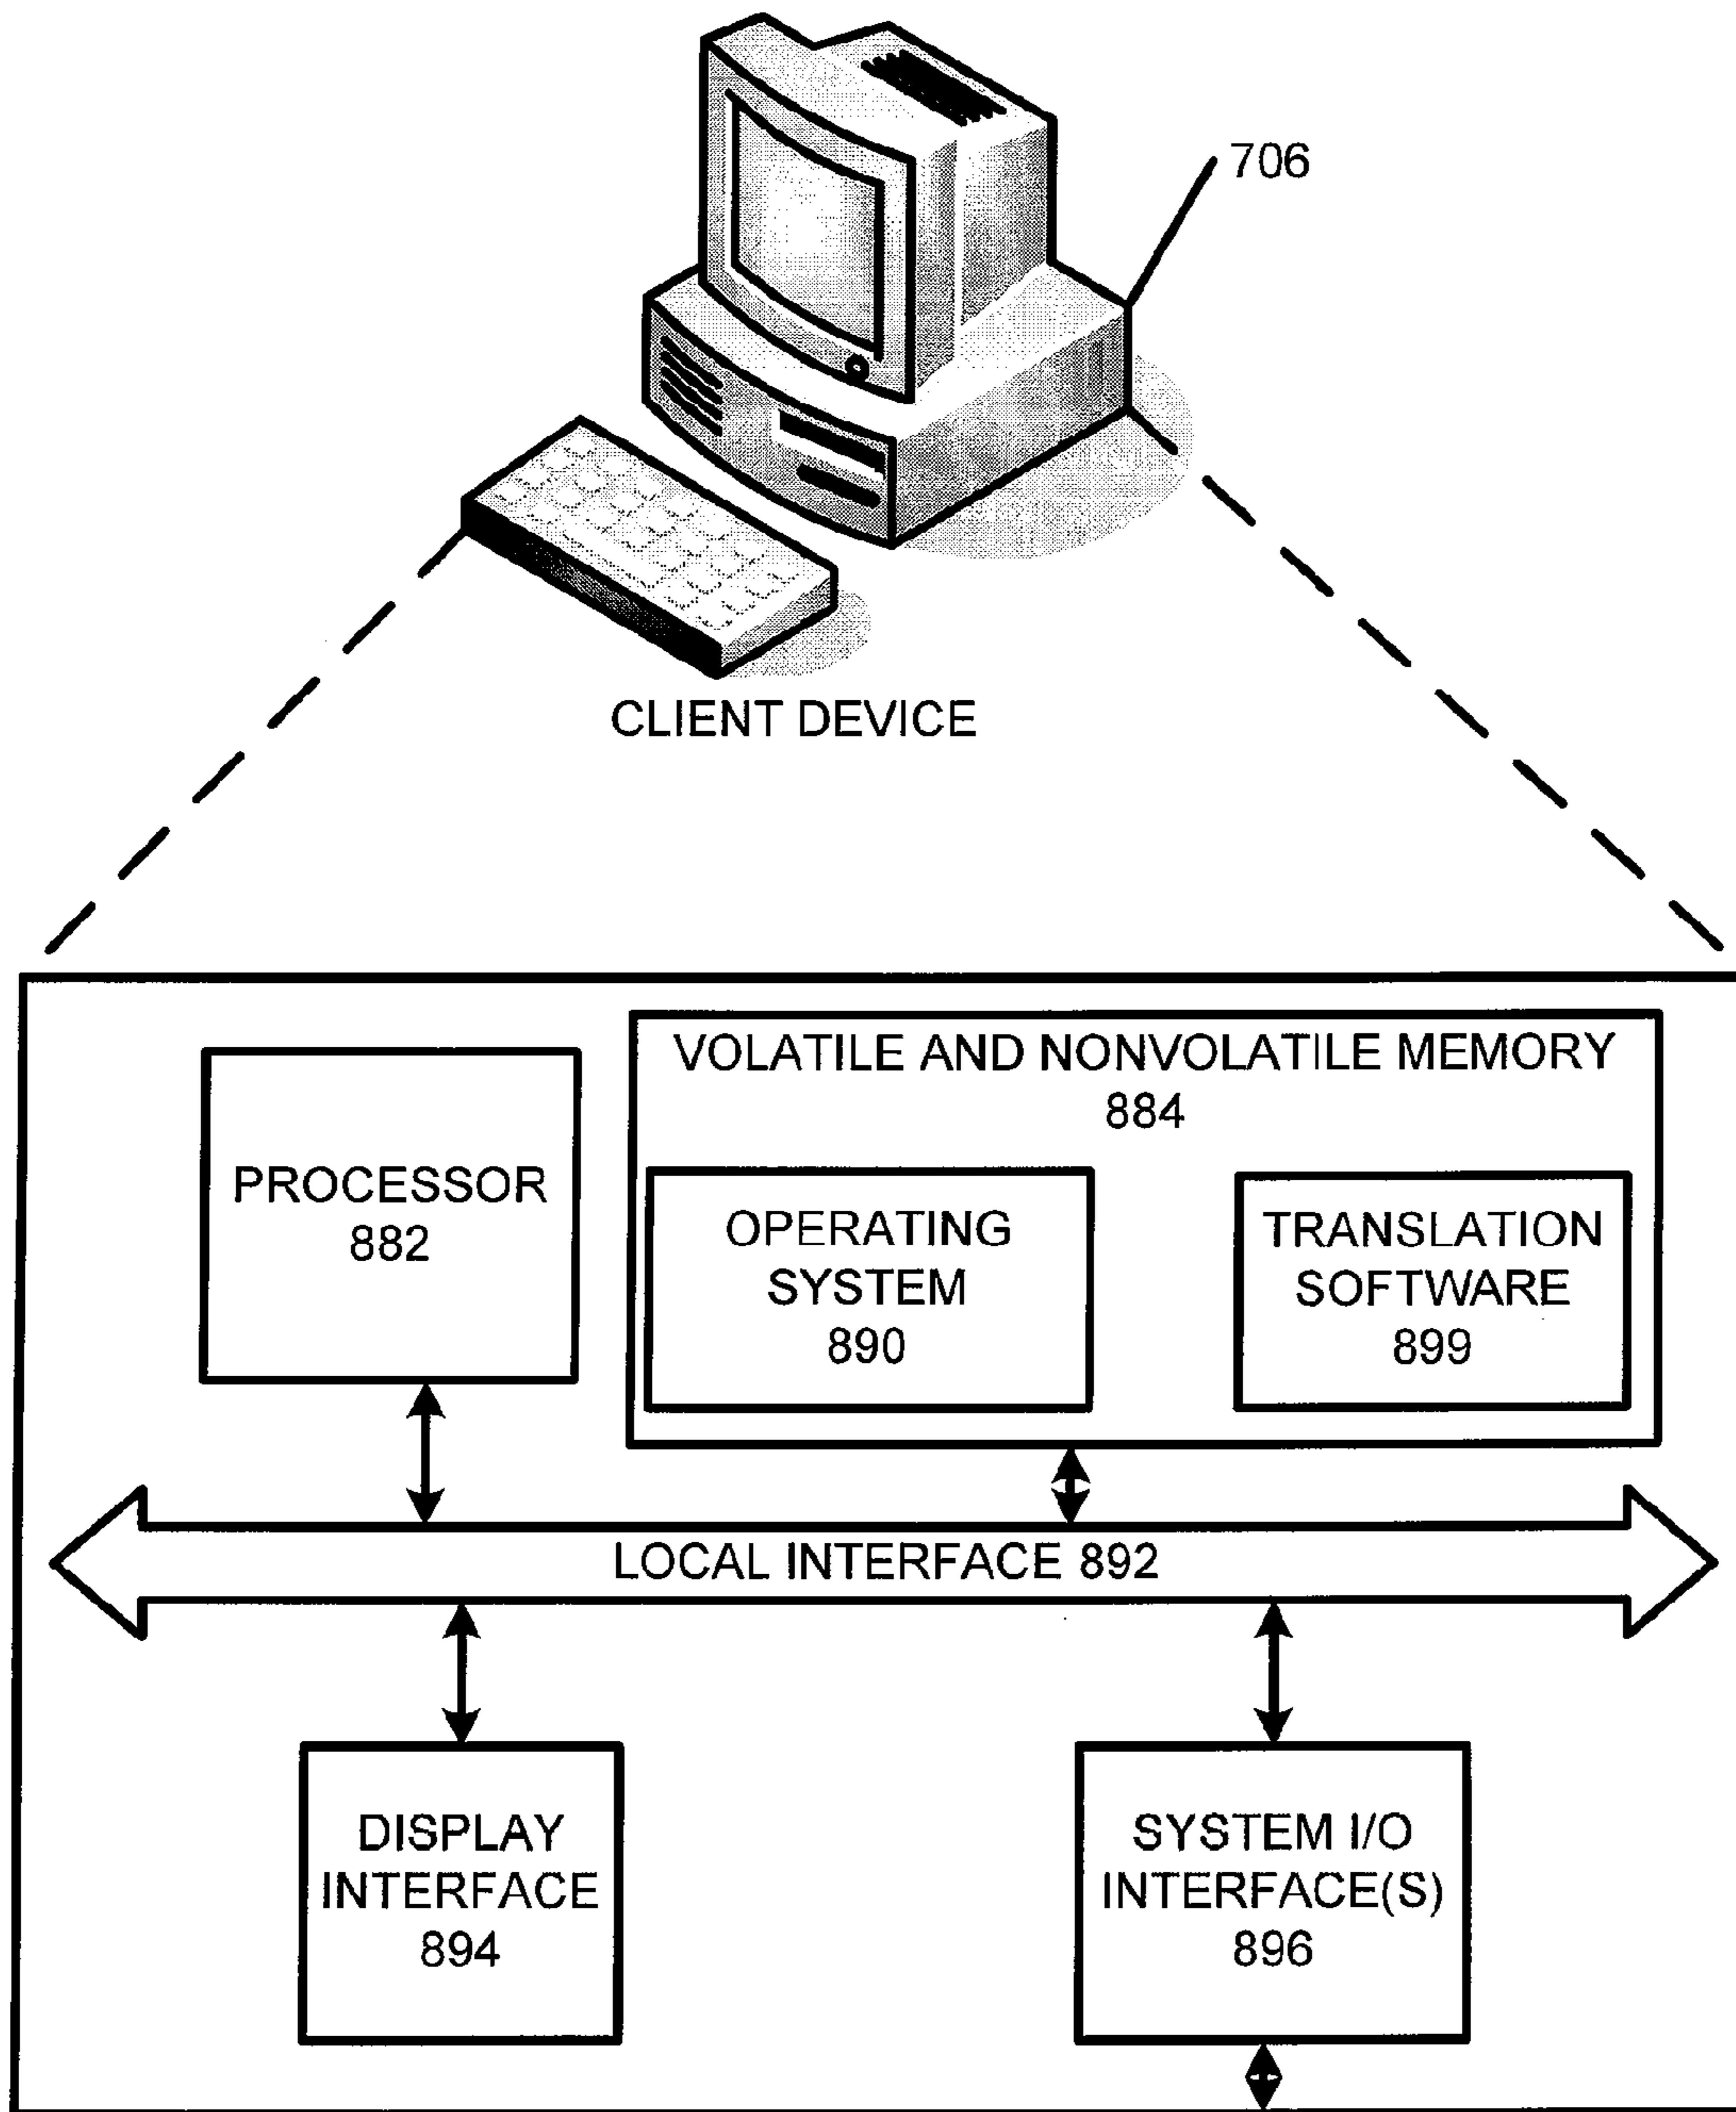 706
CLIENT DEVICE
VOLATILE AND NONVOLATILE MEMORY
884
PROCESSOR
882
OPERATING
SYSTEM
890
TRANSLATION
SOFTWARE
899
LOCAL INTERFACE 892
DISPLAY
INTERFACE
894
SYSTEM I/O
INTERFACE(S)
896